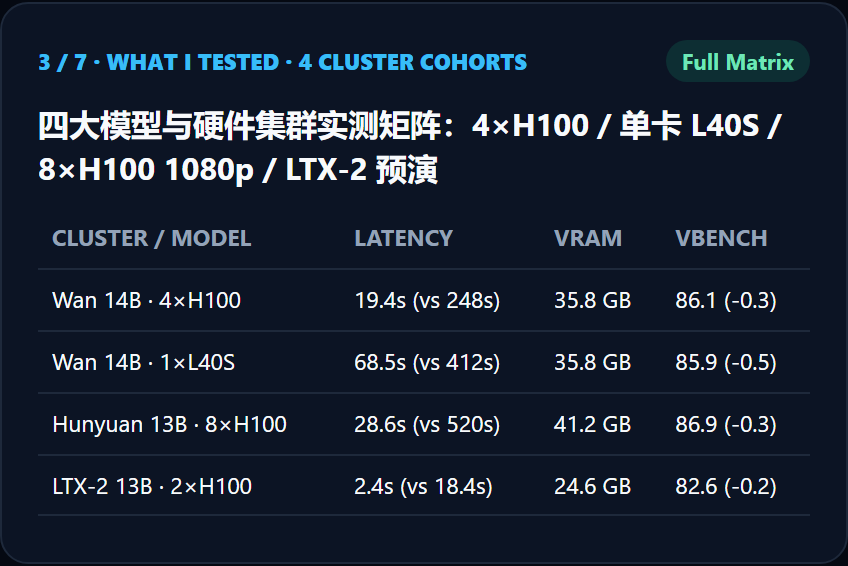 3 / 7 · WHAT I TESTED · 4 CLUSTER COHORTS
Full Matrix
四大模型与硬件集群实测矩阵：4×H100 / 单卡 L40S /
8×H100 1080p / LTX-2 预演
CLUSTER / MODEL LATENCY VRAM VBENCH
Wan 14B · 4×H100 19.4s (vs 248s) 35.8 GB 86.1 (-0.3)
Wan 14B · 1×L40S 68.5s (vs 412s) 35.8 GB 85.9 (-0.5)
Hunyuan 13B · 8×H100 28.6s (vs 520s) 41.2 GB 86.9 (-0.3)
LTX-2 13B · 2×H100 2.4s (vs 18.4s) 24.6 GB 82.6 (-0.2)